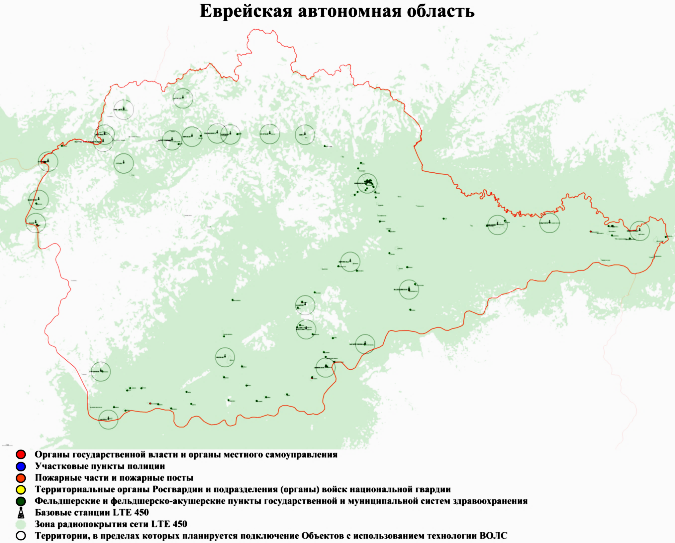 Еврейская автономная область
Органы государственной власти и органы местного самоуправления
Участковые пункты полиции
Пожарные части и пожарные посты
Территориальные органы Росгвардии и подразделения (органы) войск национальной гвардии
Фельдшерские и фельдшерско-акушерские пункты государственной и муниципальной систем здравоохранения
Базовые станции LTE 450
Зона радиопокрытия сети LTE 450
Территории, в пределах которых планируется подключение Объектов с использованием технологии ВОЛС